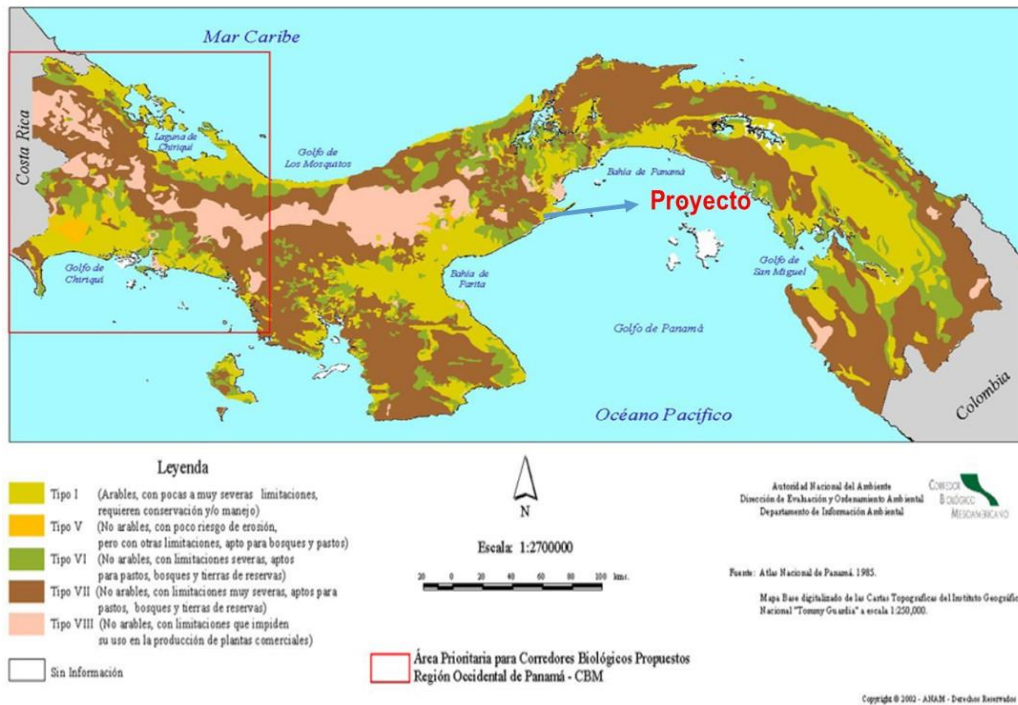 Mar Caribe
Costa Rica
Laguna de
Chiriquí
Golfo de
Los Mosquitos
Bahía de Panamá
Proyecto
Golfo de
Chiriquí
Bahía de
Parita
Golfo de
San Miguel
Golfo de Panamá
Océano Pacífico
Colombia
Leyenda
Tipo I (Arables, con pocas a muy severas limitaciones,
requieren conservación y/o manejo)
Tipo V (No arables, con poco riesgo de erosión,
pero con otras limitaciones, apto para bosques y pastos)
Tipo VI (No arables, con limitaciones severas, aptos
para pastos, bosques y tierras de reservas)
Tipo VII (No arables, con limitaciones muy severas, aptos para
pastos, bosques y tierras de reservas)
Tipo VIII (No arables, con limitaciones que impiden
su uso en la producción de plantas comerciales)
Sin Información
N
Escala: 1:2700000
20 0 20 40 60 80 100 kms.
Área Prioritaria para Corredores Biológicos Propuestos
Región Occidental de Panamá - CBM
Autoridad Nacional del Ambiente
Dirección de Evaluación y Ordenamiento Ambiental
Departamento de Información Ambiental
CORREDOR
BIOLÓGICO
MESOAMERICANO
Fuente: Atlas Nacional de Panamá. 1985.
Mapa Base digitalizado de las Cartas Topograficas del Instituto Geográfic
Nacional "Tommy Guardia" a escala 1:250,000.
Copyright © 2002 - ANAM - Derechos Reservados